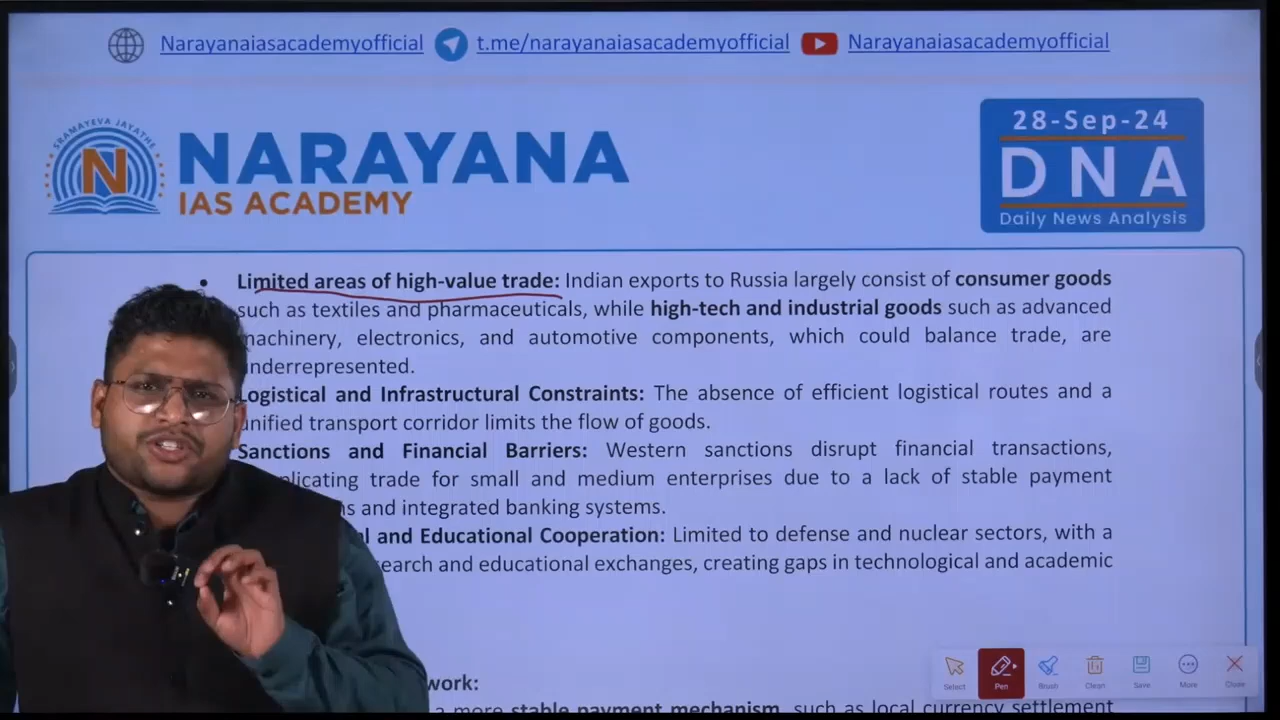 Narayanaiasacademyofficial t.me/narayanaiasacademyofficial Narayanaiasacademyofficial
SRAMAYEVA JAYATHE
N
NARAYANA
IAS ACADEMY
28-Sep-24
DNA
Daily News Analysis
• Limited areas of high-value trade: Indian exports to Russia largely consist of consumer goods
such as textiles and pharmaceuticals, while high-tech and industrial goods such as advanced
machinery, electronics, and automotive components, which could balance trade, are
underrepresented.
Logistical and Infrastructural Constraints: The absence of efficient logistical routes and a
unified transport corridor limits the flow of goods.
Sanctions and Financial Barriers: Western sanctions disrupt financial transactions,
trade for small and medium enterprises due to a lack of stable payment
and integrated banking systems.
and Educational Cooperation: Limited to defense and nuclear sectors, with a
and educational exchanges, creating gaps in technological and academic
a more stable payment mechanism, such as local currency settlement
Select Pen Brush Clean Save More Close